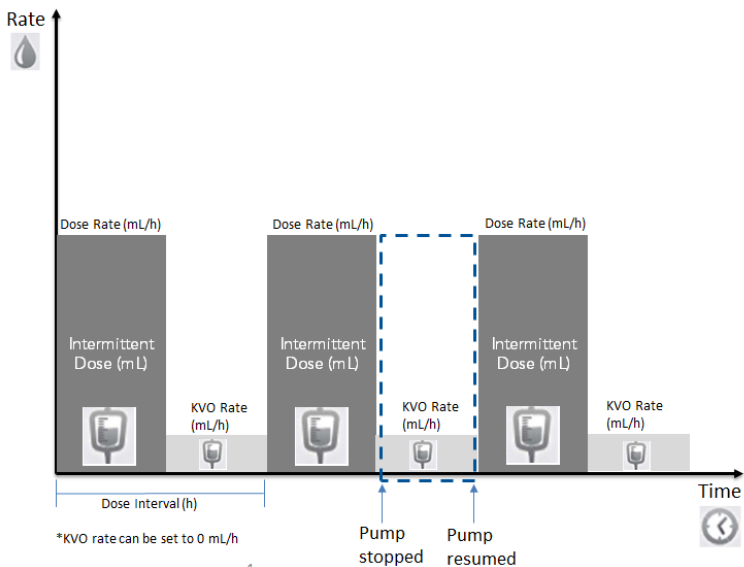 Rate
Dose Rate (mL/h)
Dose Rate (mL/h)
Dose Rate (mL/h)
Intermittent
Dose (mL)
Intermittent
Dose (mL)
Intermittent
Dose (mL)
KVO Rate
(mL/h)
KVO Rate
(mL/h)
KVO Rate
(mL/h)
Time
Dose Interval (h)
*KVO rate can be set to 0 mL/h
Pump
stopped
Pump
resumed